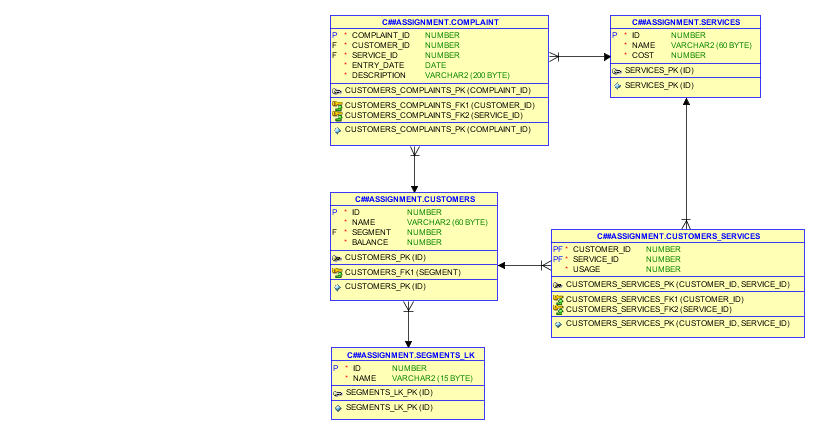 C##ASSIGNMENT.COMPLAINT
P * COMPLAINT_ID NUMBER
F * CUSTOMER_ID NUMBER
F * SERVICE_ID NUMBER
* ENTRY_DATE DATE
* DESCRIPTION VARCHAR2 (200 BYTE)
CUSTOMERS_COMPLAINTS_PK (COMPLAINT_ID)
CUSTOMERS_COMPLAINTS_FK1 (CUSTOMER_ID)
CUSTOMERS_COMPLAINTS_FK2 (SERVICE_ID)
CUSTOMERS_COMPLAINTS_PK (COMPLAINT_ID)
C##ASSIGNMENT.SERVICES
P * ID NUMBER
* NAME VARCHAR2 (60 BYTE)
* COST NUMBER
SERVICES_PK (ID)
SERVICES_PK (ID)
C##ASSIGNMENT.CUSTOMERS
P * ID NUMBER
* NAME VARCHAR2 (60 BYTE)
F * SEGMENT NUMBER
* BALANCE NUMBER
CUSTOMERS_PK (ID)
CUSTOMERS_FK1 (SEGMENT)
CUSTOMERS_PK (ID)
C##ASSIGNMENT.CUSTOMERS_SERVICES
PF * CUSTOMER_ID NUMBER
PF * SERVICE_ID NUMBER
* USAGE NUMBER
CUSTOMERS_SERVICES_PK (CUSTOMER_ID, SERVICE_ID)
CUSTOMERS_SERVICES_FK1 (CUSTOMER_ID)
CUSTOMERS_SERVICES_FK2 (SERVICE_ID)
CUSTOMERS_SERVICES_PK (CUSTOMER_ID, SERVICE_ID)
C##ASSIGNMENT.SEGMENTS_LK
P * ID NUMBER
* NAME VARCHAR2 (15 BYTE)
SEGMENTS_LK_PK (ID)
SEGMENTS_LK_PK (ID)